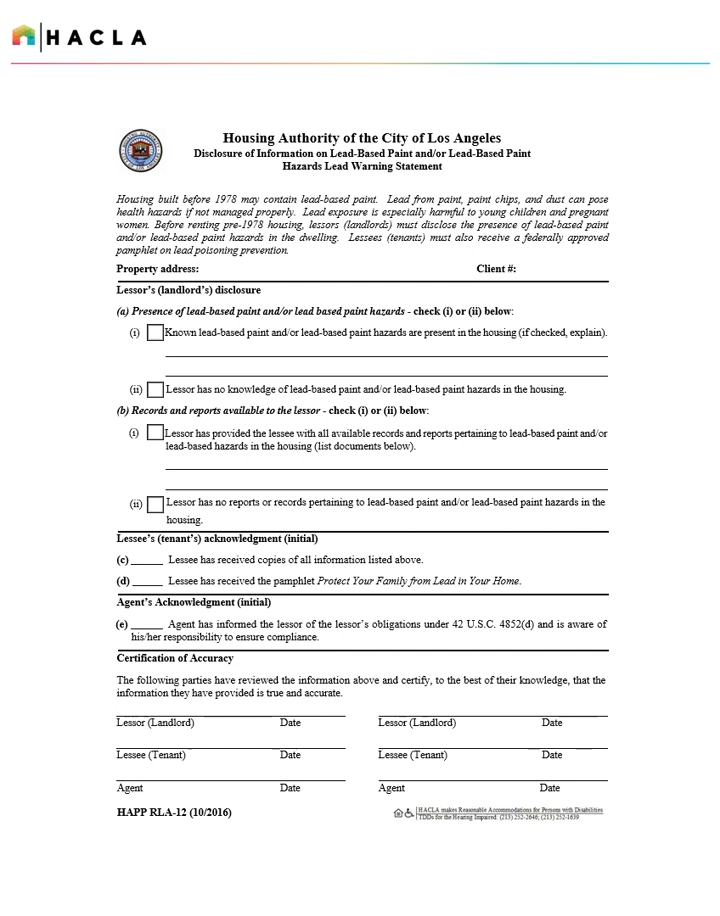 HACLA
Housing Authority of the City of Los Angeles
Disclosure of Information on Lead-Based Paint and/or Lead-Based Paint
Hazards Lead Warning Statement
Housing built before 1978 may contain lead-based paint. Lead from paint, paint chips, and dust can pose
health hazards if not managed properly. Lead exposure is especially harmful to young children and pregnant
women. Before renting pre-1978 housing, lessors (landlords) must disclose the presence of lead-based paint
and/or lead-based paint hazards in the dwelling. Lessees (tenants) must also receive a federally approved
pamphlet on lead poisoning prevention.
Property address: Client #:
Lessor's (landlord's) disclosure
(a) Presence of lead-based paint and/or lead based paint hazards - check (i) or (ii) below:
(i) Known lead-based paint and/or lead-based paint hazards are present in the housing (if checked, explain).
(ii) Lessor has no knowledge of lead-based paint and/or lead-based paint hazards in the housing.
(b) Records and reports available to the lessor - check (i) or (ii) below:
(i) Lessor has provided the lessee with all available records and reports pertaining to lead-based paint and/or
lead-based paint hazards in the housing (list documents below).
(ii) Lessor has no reports or records pertaining to lead-based paint and/or lead-based paint hazards in the
housing.
Lessee's (tenant's) acknowledgment (initial)
(c) ______ Lessee has received copies of all information listed above.
(d) ______ Lessee has received the pamphlet Protect Your Family from Lead in Your Home.
Agent's Acknowledgment (initial)
(e) ______ Agent has informed the lessor of the lessor's obligations under 42 U.S.C. 4852(d) and is aware of
his/her responsibility to ensure compliance.
Certification of Accuracy
The following parties have reviewed the information above and certify, to the best of their knowledge, that the
information they have provided is true and accurate.
Lessor (Landlord) Date Lessor (Landlord) Date
Lessee (Tenant) Date Lessee (Tenant) Date
Agent Date Agent Date
HAPP RLA-12 (10/2016)
HACLA makes Reasonable Accommodations for Persons with Disabilities
TDDs for the Hearing Impaired: (213) 252-2646; (213) 252-1639